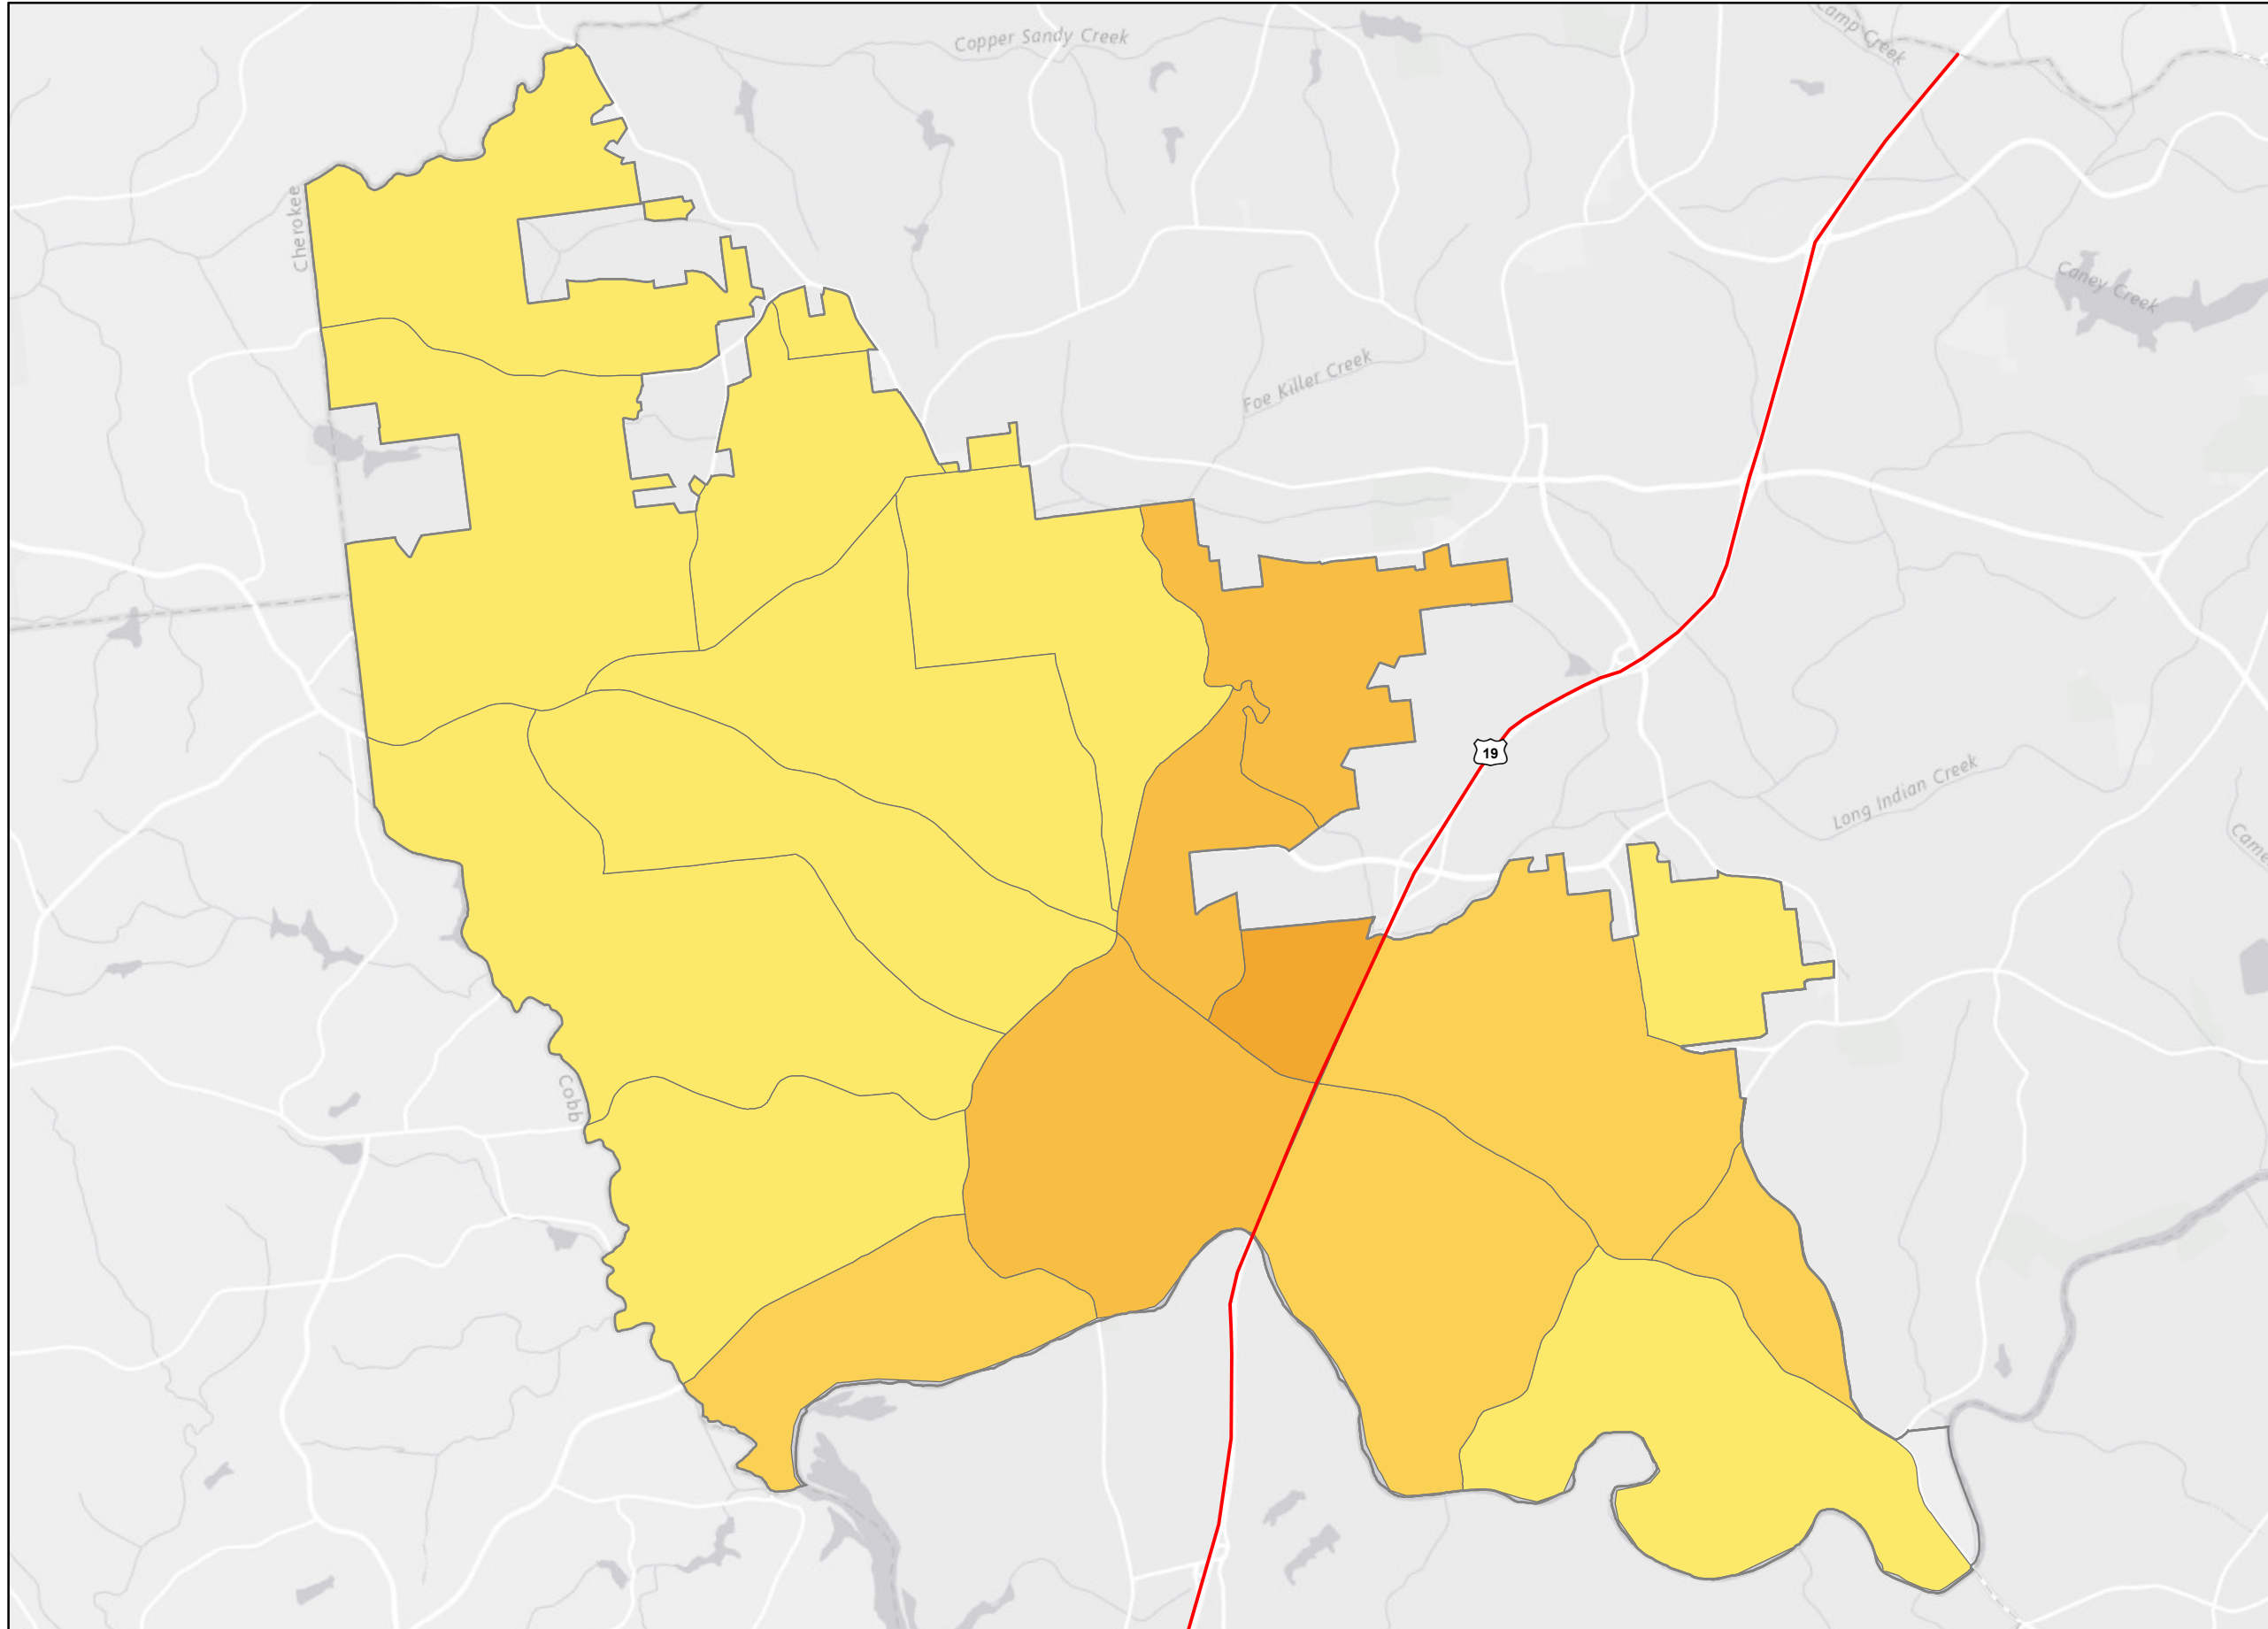 Copper Sandy Creek
Camp Creek
Cherokee
Caney Creek
Foe Killer Creek
19
Long Indian Creek
Came
Cobb